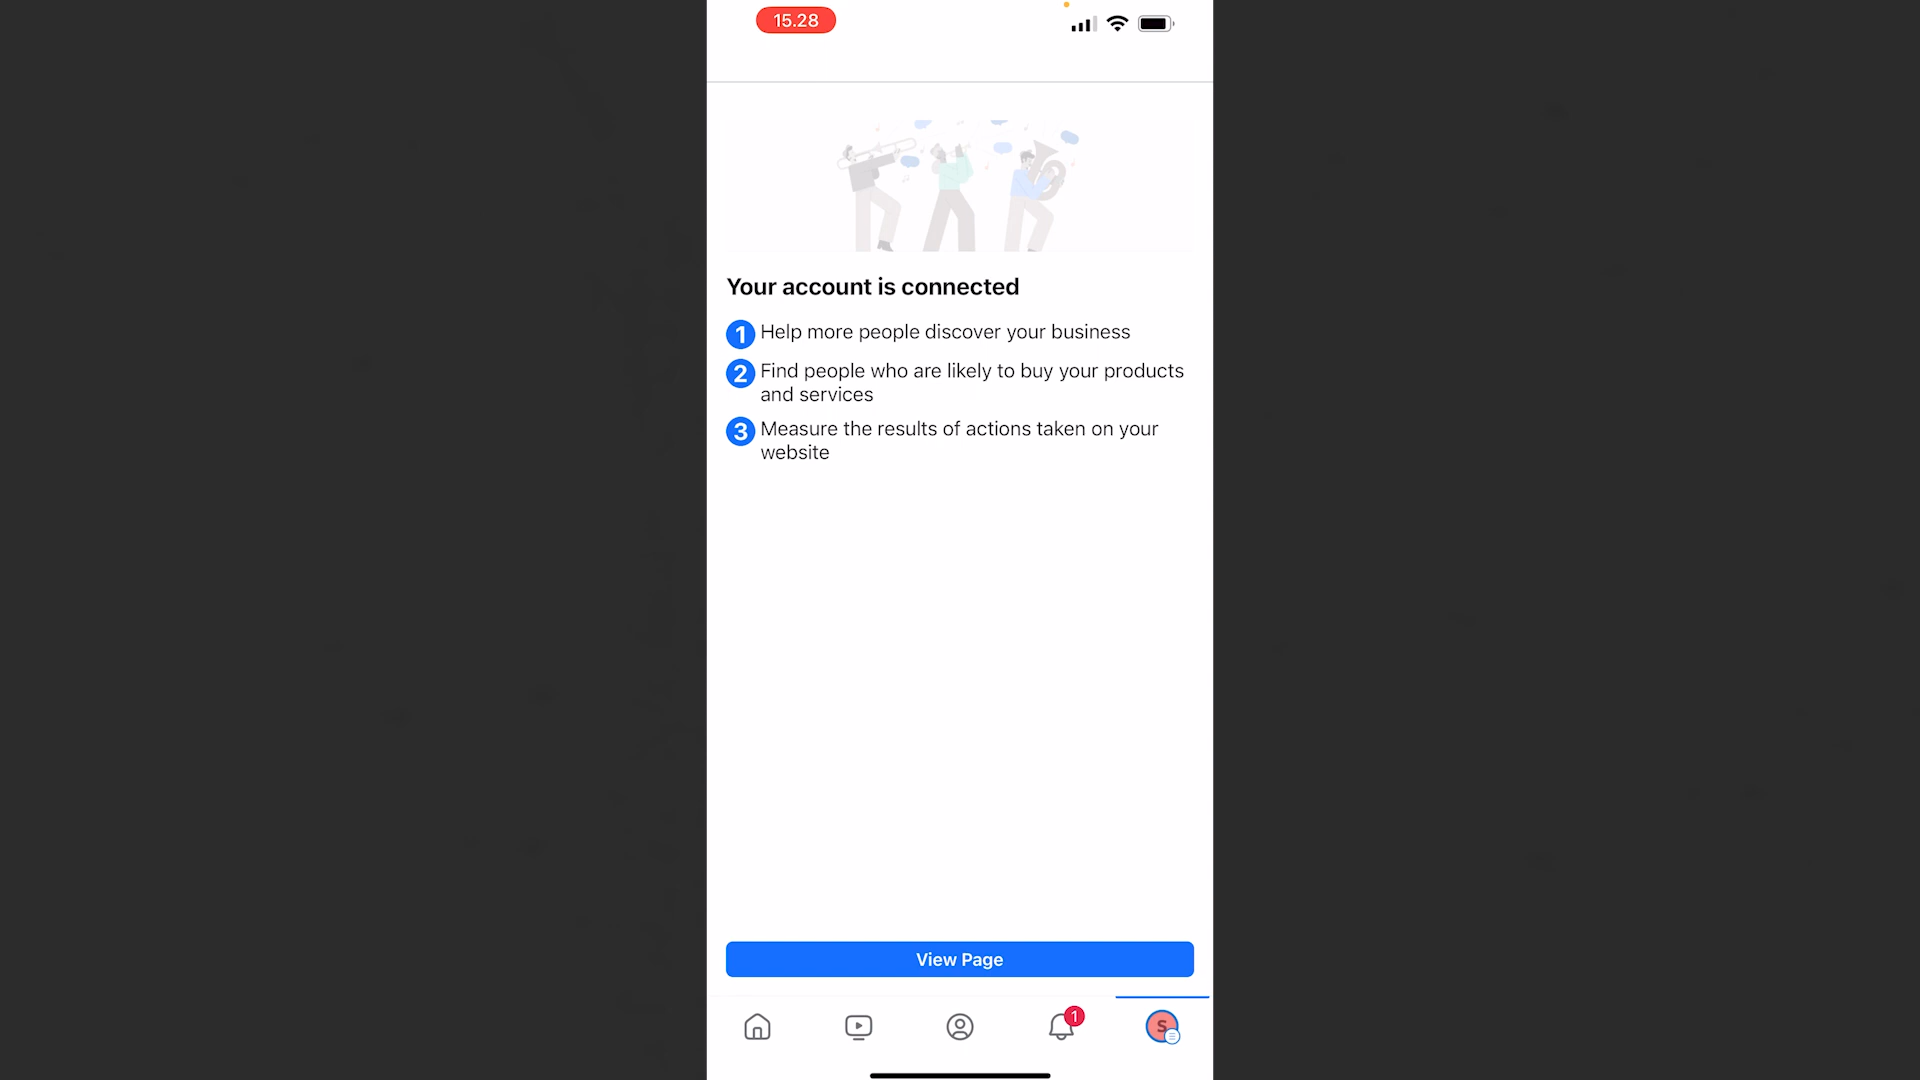 15.28
Your account is connected
1 Help more people discover your business
2 Find people who are likely to buy your products
and services
3 Measure the results of actions taken on your
website
View Page
1
S